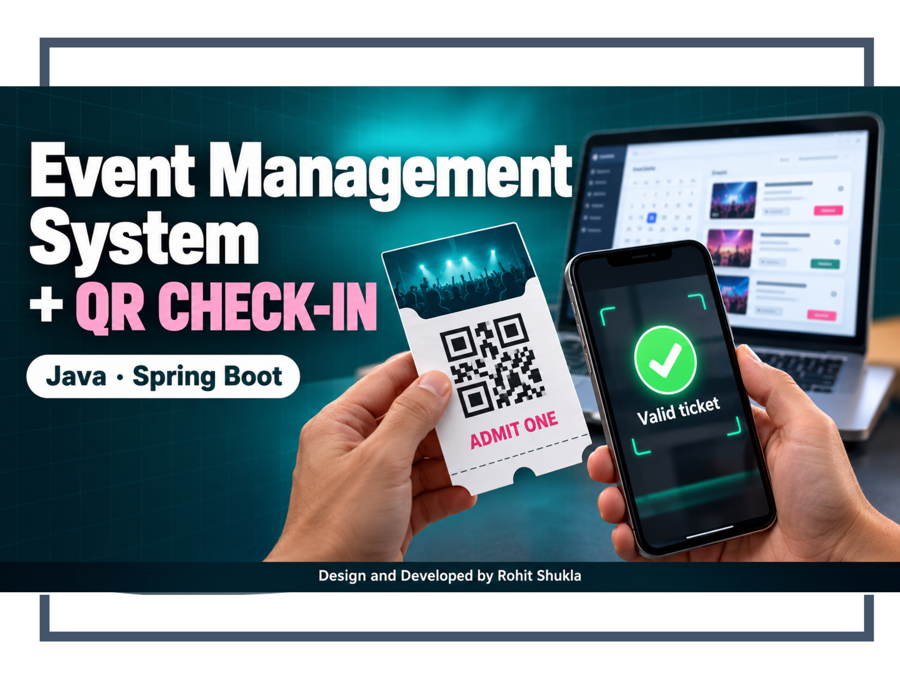 Event Management
System
+ QR CHECK-IN
Java · Spring Boot
ADMIT ONE
Valid ticket
Design and Developed by Rohit Shukla